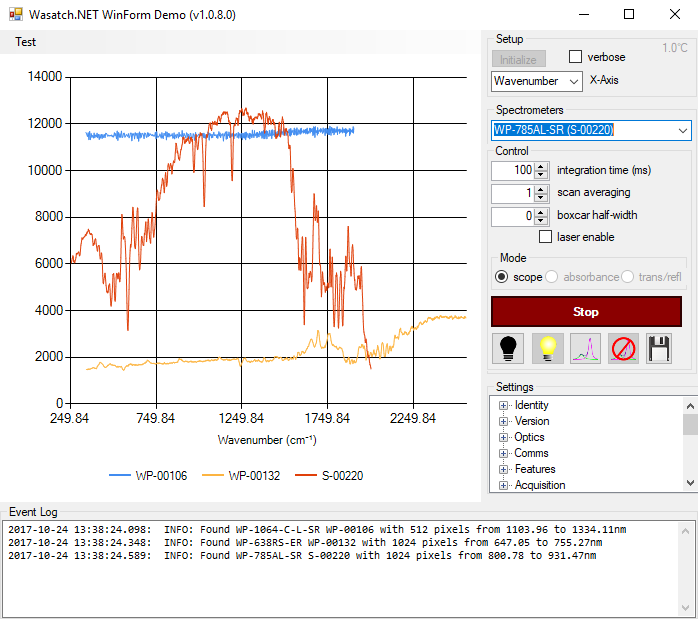 Wasatch.NET WinForm Demo (v1.0.8.0)
Test
14000
12000
10000
8000
6000
4000
2000
0
249.84 749.84 1249.84 1749.84 2249.84
Wavenumber (cm⁻¹)
WP-00106 WP-00132 S-00220
Setup
1.0°C
Initialize verbose
Wavenumber X-Axis
Spectrometers
WP-785AL-SR (S-00220)
Control
100 integration time (ms)
1 scan averaging
0 boxcar half-width
laser enable
Mode
scope absorbance trans/refl
Stop
Settings
Identity
Version
Optics
Comms
Features
Acquisition
Event Log
2017-10-24 13:38:24.098: INFO: Found WP-1064-C-L-SR WP-00106 with 512 pixels from 1103.96 to 1334.11nm
2017-10-24 13:38:24.348: INFO: Found WP-638RS-ER WP-00132 with 1024 pixels from 647.05 to 755.27nm
2017-10-24 13:38:24.589: INFO: Found WP-785AL-SR S-00220 with 1024 pixels from 800.78 to 931.47nm